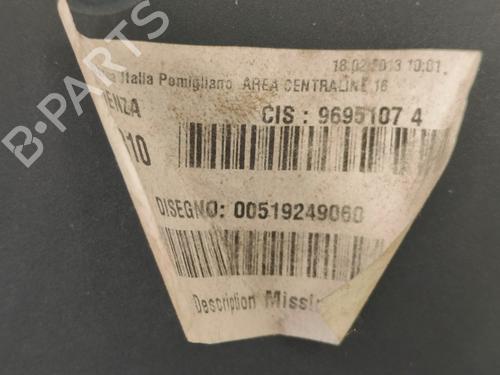 B-PARTS
18.02.2013 10:01
a Italia Pomigliano AREA CENTRALINE 16
ENZA
CIS : 9695107 4
10
DISEGNO: 00519249060
Description Missi